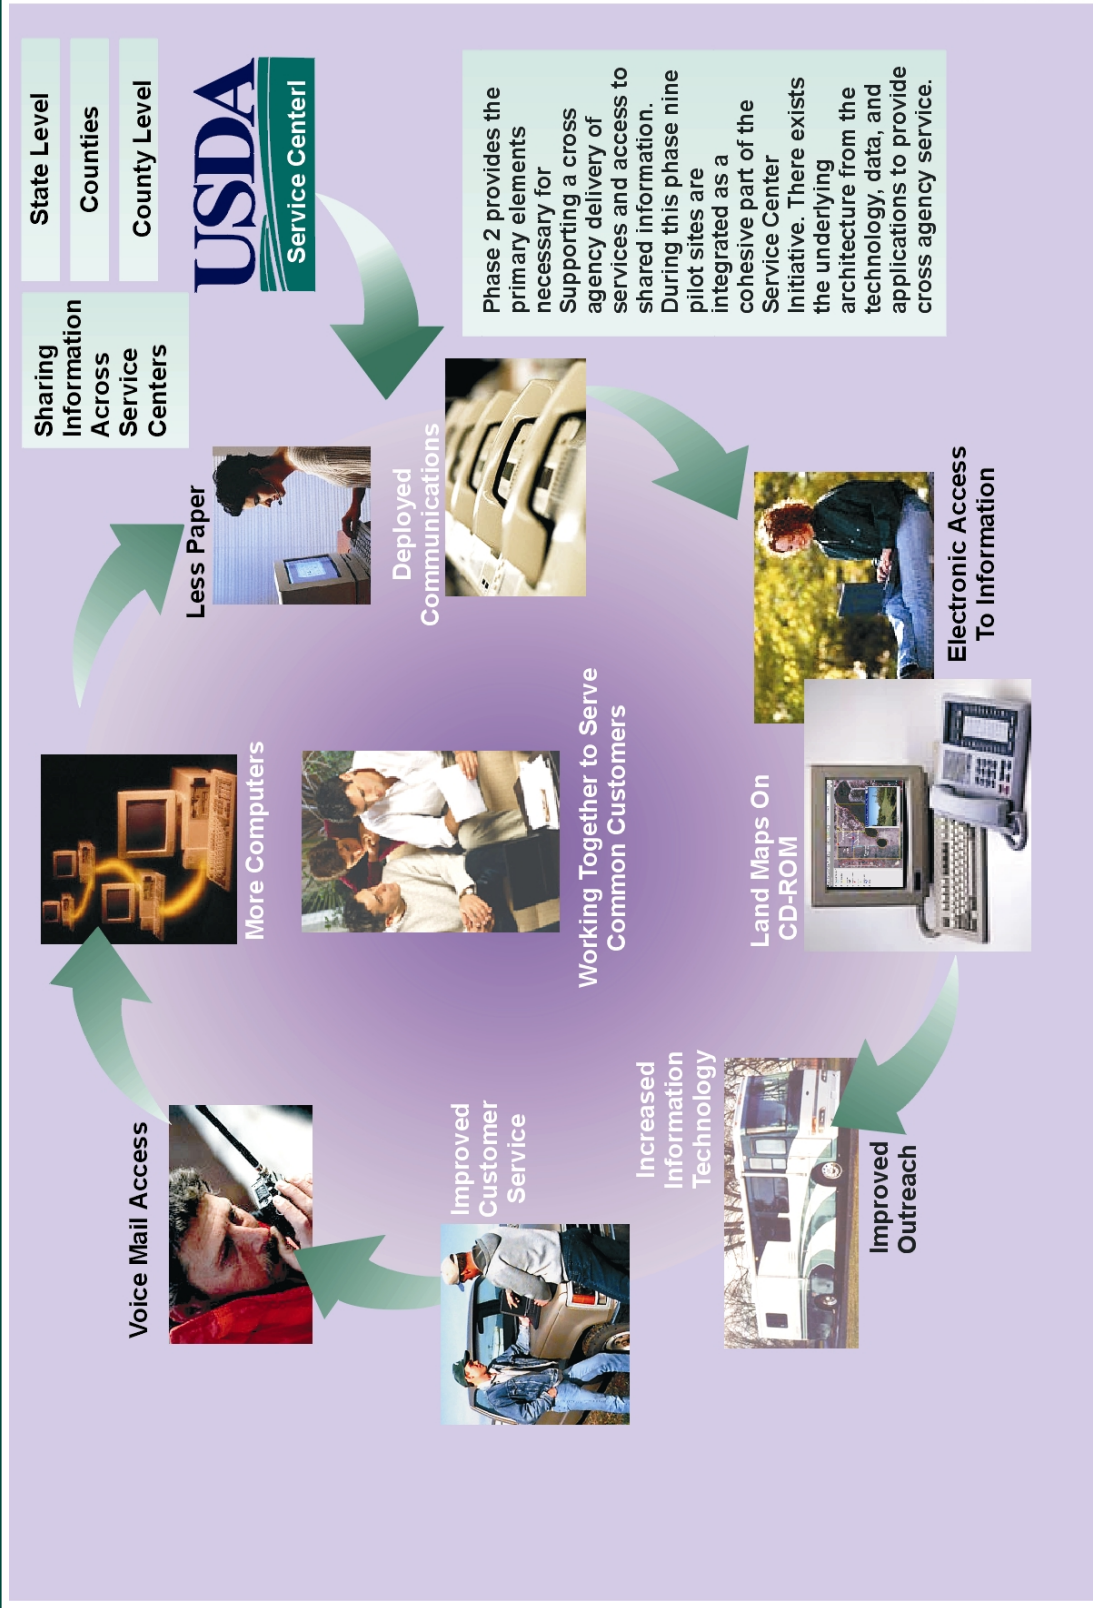 Sharing
Information
Across
Service
Centers
State Level
Counties
County Level
USDA
Service CenterI
Voice Mail Access
More Computers
Less Paper
Deployed
Communications
Improved
Customer
Service
Working Together to Serve
Common Customers
Phase 2 provides the
primary elements
necessary for
Supporting a cross
agency delivery of
services and access to
shared information.
During this phase nine
pilot sites are
integrated as a
cohesive part of the
Service Center
Initiative. There exists
the underlying
architecture from the
technology, data, and
applications to provide
cross agency service.
Increased
Information
Technology
Land Maps On
CD-ROM
Improved
Outreach
Electronic Access
To Information